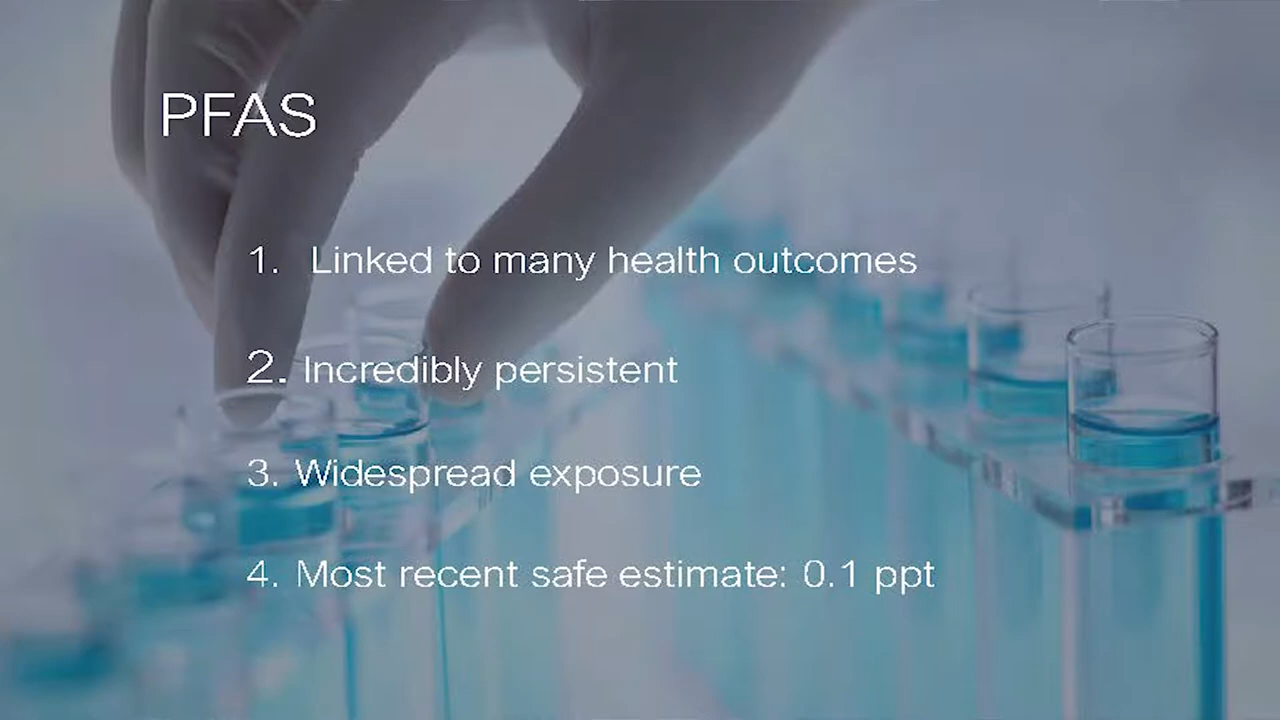 PFAS
1. Linked to many health outcomes
2. Incredibly persistent
3. Widespread exposure
4. Most recent safe estimate: 0.1 ppt